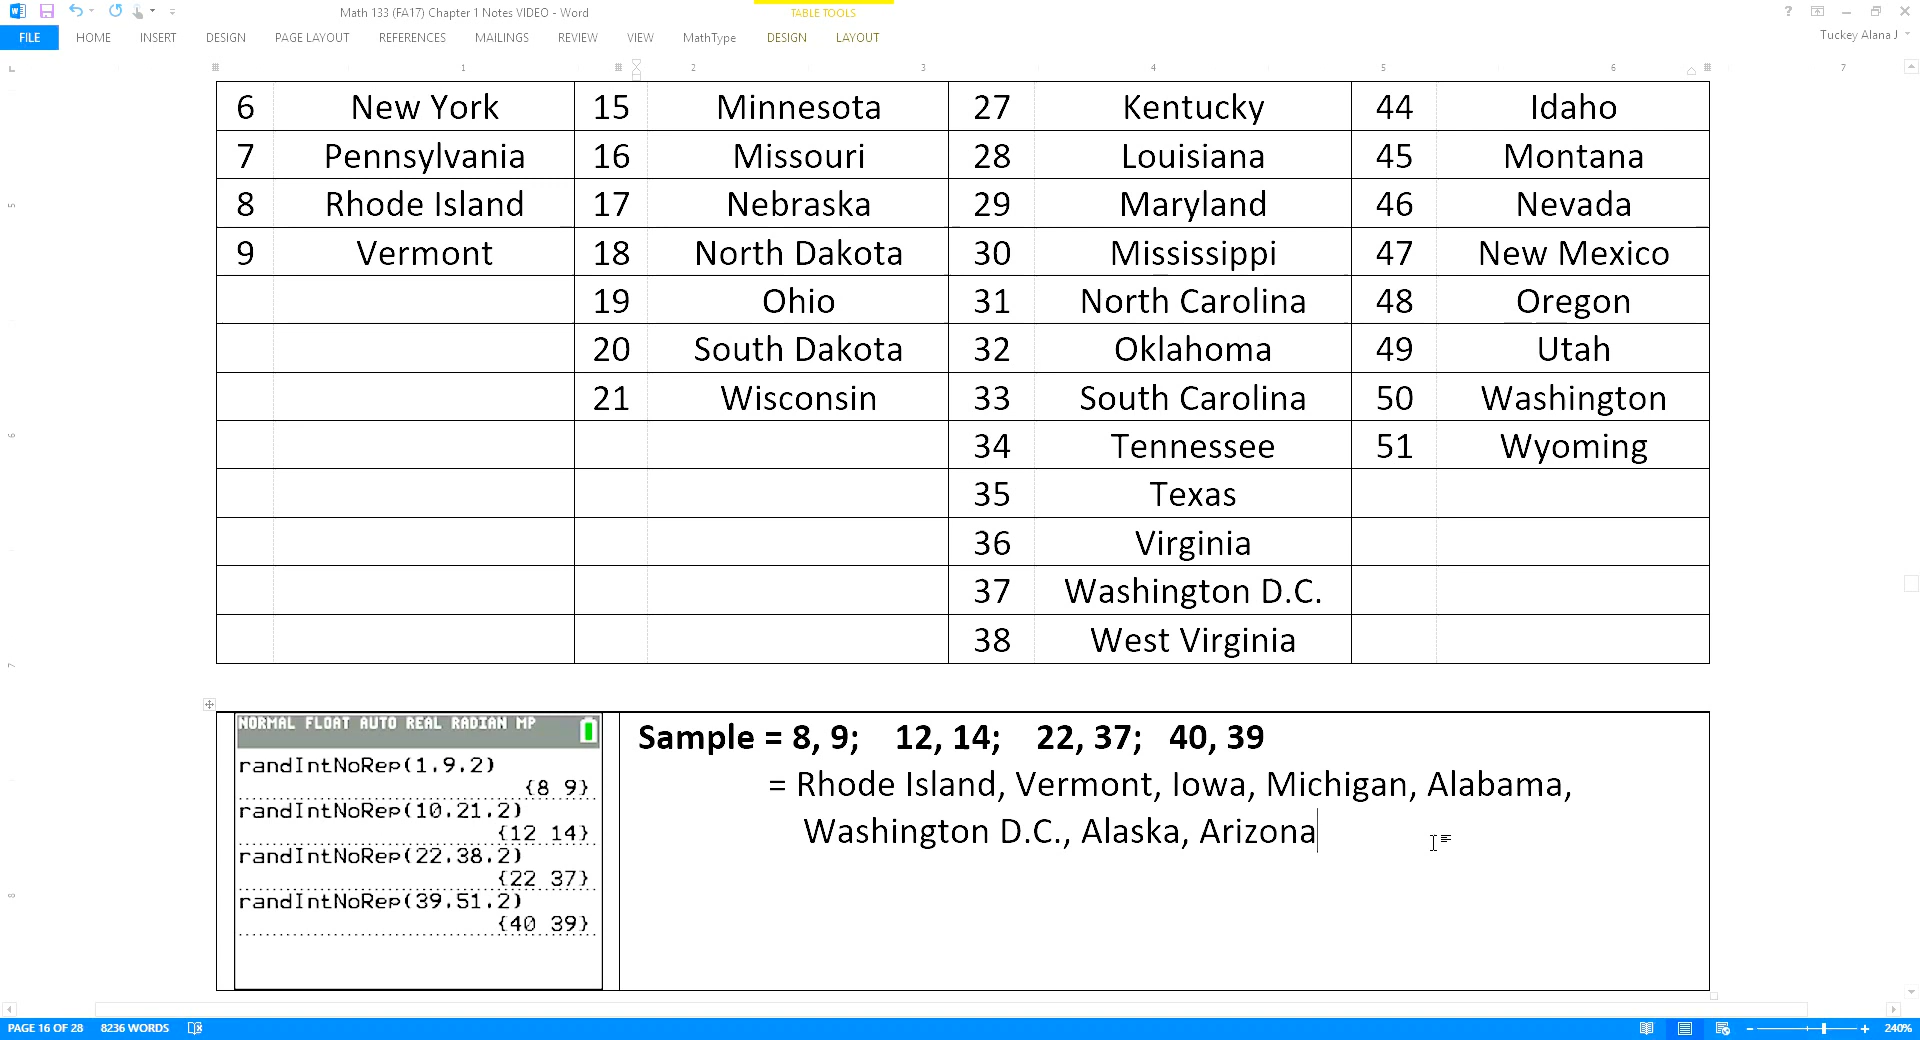 Math 133 (FA17) Chapter 1 Notes VIDEO - Word
TABLE TOOLS
FILE HOME INSERT DESIGN PAGE LAYOUT REFERENCES MAILINGS REVIEW VIEW MathType DESIGN LAYOUT
Tuckey Alana J
1 2 3 4 5 6 7
6 New York 15 Minnesota 27 Kentucky 44 Idaho
7 Pennsylvania 16 Missouri 28 Louisiana 45 Montana
8 Rhode Island 17 Nebraska 29 Maryland 46 Nevada
9 Vermont 18 North Dakota 30 Mississippi 47 New Mexico
19 Ohio 31 North Carolina 48 Oregon
20 South Dakota 32 Oklahoma 49 Utah
21 Wisconsin 33 South Carolina 50 Washington
34 Tennessee 51 Wyoming
35 Texas
36 Virginia
37 Washington D.C.
38 West Virginia
NORMAL FLOAT AUTO REAL RADIAN MP
randIntNoRep(1,9,2)
{8 9}
randIntNoRep(10,21,2)
{12 14}
randIntNoRep(22,38,2)
{22 37}
randIntNoRep(39,51,2)
{40 39}
Sample = 8, 9; 12, 14; 22, 37; 40, 39
= Rhode Island, Vermont, Iowa, Michigan, Alabama,
Washington D.C., Alaska, Arizona
PAGE 16 OF 28 8236 WORDS
240%